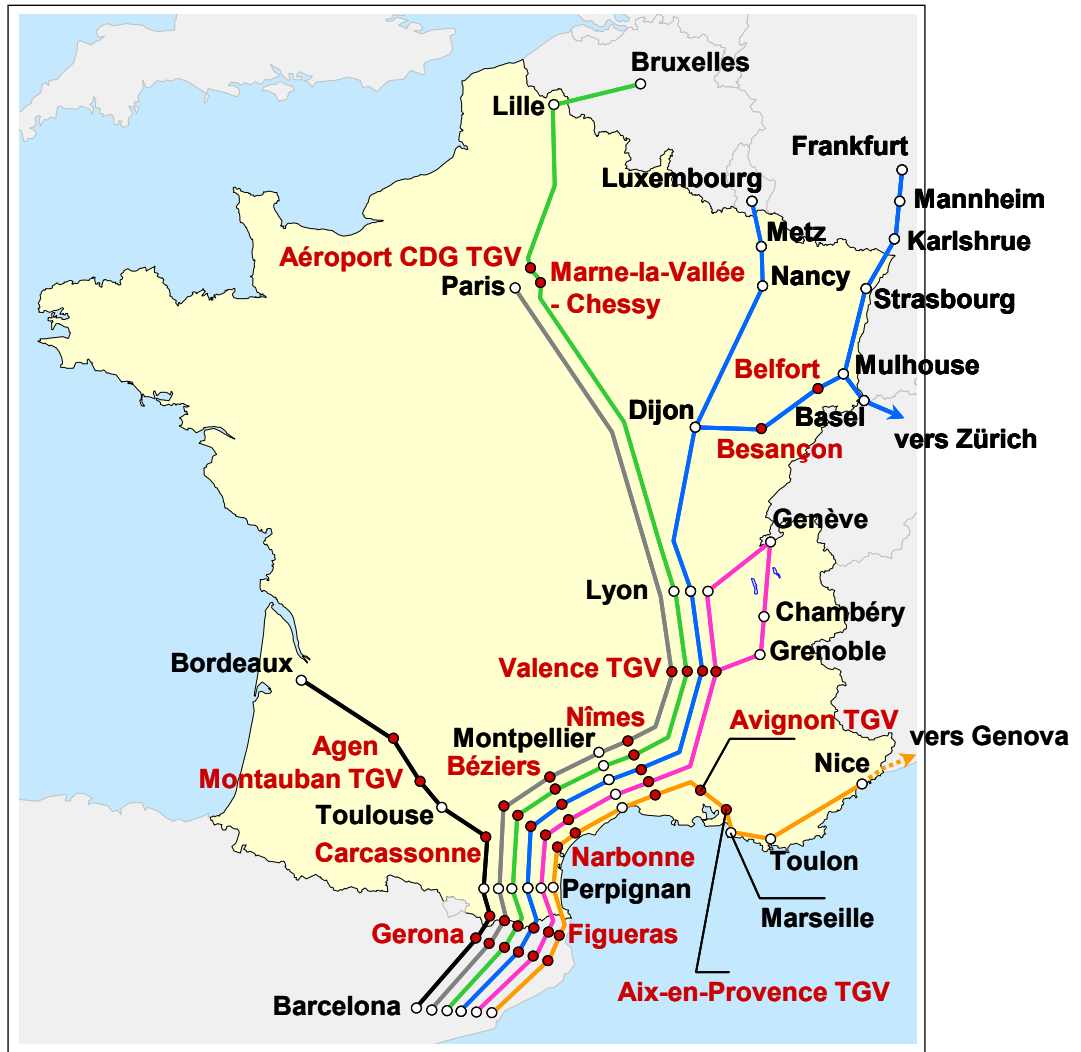 Bruxelles
Lille
Frankfurt
Luxembourg
Mannheim
Metz
Karlshrue
Aéroport CDG TGV
Marne-la-Vallée
- Chessy
Paris
Nancy
Strasbourg
Belfort
Mulhouse
Dijon
Basel
vers Zürich
Besançon
Genève
Lyon
Chambéry
Grenoble
Bordeaux
Valence TGV
Nîmes
Avignon TGV
Agen
Montpellier
vers Genova
Montauban TGV
Béziers
Nice
Toulouse
Carcassonne
Narbonne
Toulon
Perpignan
Marseille
Gerona
Figueras
Aix-en-Provence TGV
Barcelona